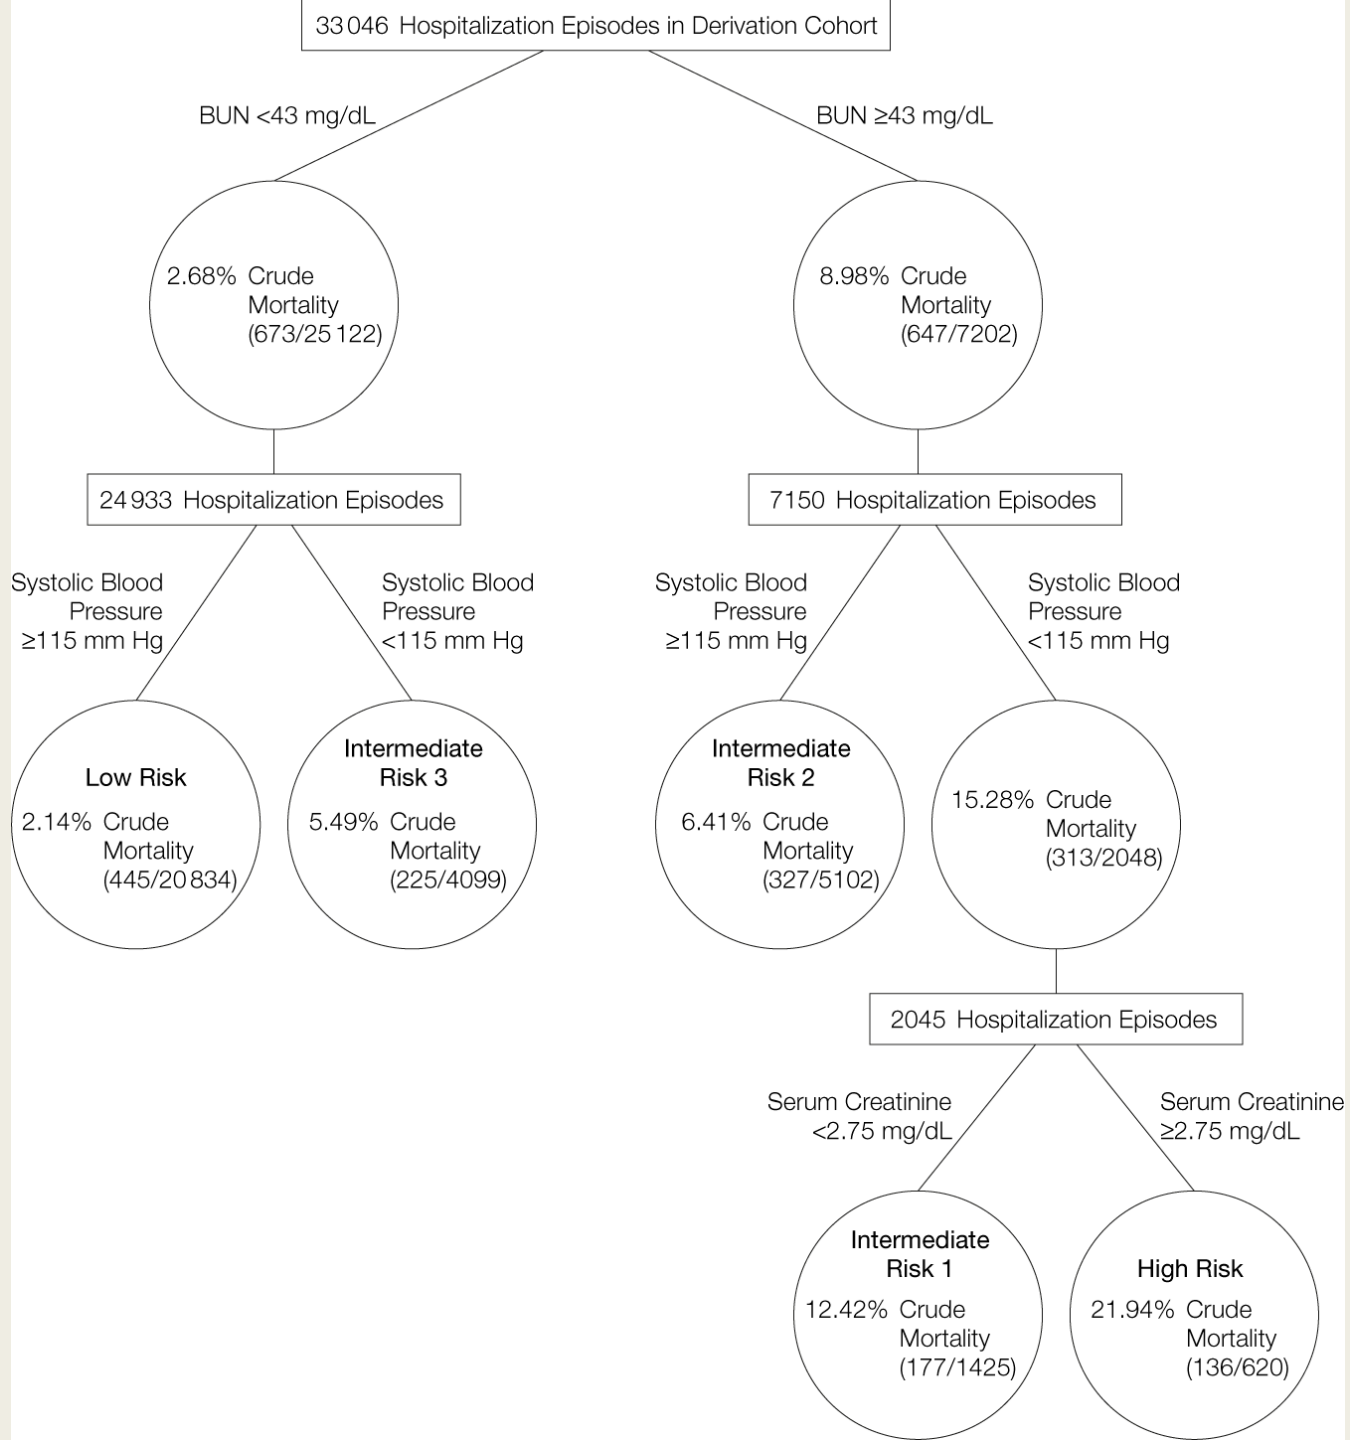 33 046 Hospitalization Episodes in Derivation Cohort
BUN <43 mg/dL
BUN ≥43 mg/dL
2.68% Crude
Mortality
(673/25 122)
8.98% Crude
Mortality
(647/7202)
24 933 Hospitalization Episodes
7150 Hospitalization Episodes
Systolic Blood
Pressure
≥115 mm Hg
Systolic Blood
Pressure
<115 mm Hg
Systolic Blood
Pressure
≥115 mm Hg
Systolic Blood
Pressure
<115 mm Hg
Low Risk
2.14% Crude
Mortality
(445/20 834)
Intermediate
Risk 3
5.49% Crude
Mortality
(225/4099)
Intermediate
Risk 2
6.41% Crude
Mortality
(327/5102)
15.28% Crude
Mortality
(313/2048)
2045 Hospitalization Episodes
Serum Creatinine
<2.75 mg/dL
Serum Creatinine
≥2.75 mg/dL
Intermediate
Risk 1
12.42% Crude
Mortality
(177/1425)
High Risk
21.94% Crude
Mortality
(136/620)